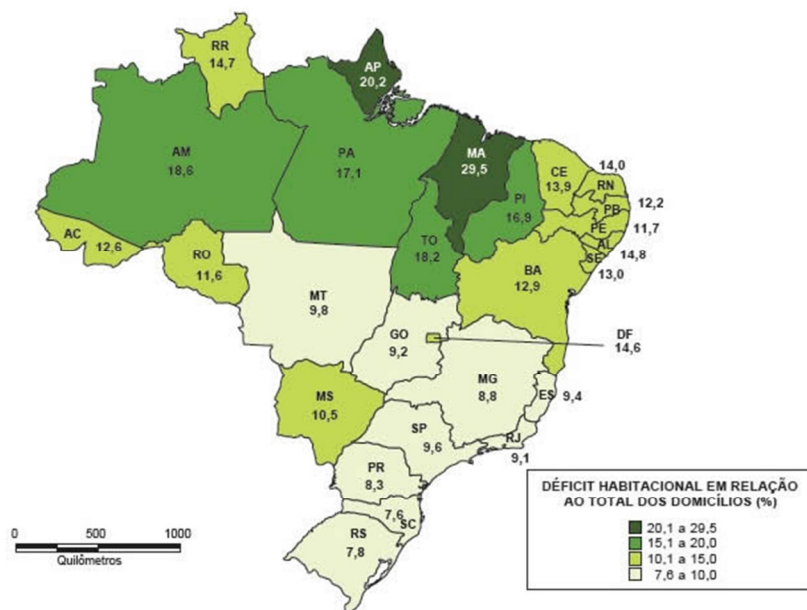 RR
14,7
AP
20,2
AM
18,6
PA
17,1
MA
29,5
CE
13,9
14,0
RN
PI
16,9
PB
12,2
PE
11,7
AL
14,8
SE
13,0
AC
12,6
RO
11,6
TO
18,2
BA
12,9
MT
9,8
GO
9,2
DF
14,6
MG
8,8
ES
9,4
MS
10,5
SP
9,6
RJ
9,1
PR
8,3
7,6
SC
RS
7,8
0 500 1000
Quilômetros
DÉFICIT HABITACIONAL EM RELAÇÃO
AO TOTAL DOS DOMICÍLIOS (%)
20,1 a 29,5
15,1 a 20,0
10,1 a 15,0
7,6 a 10,0